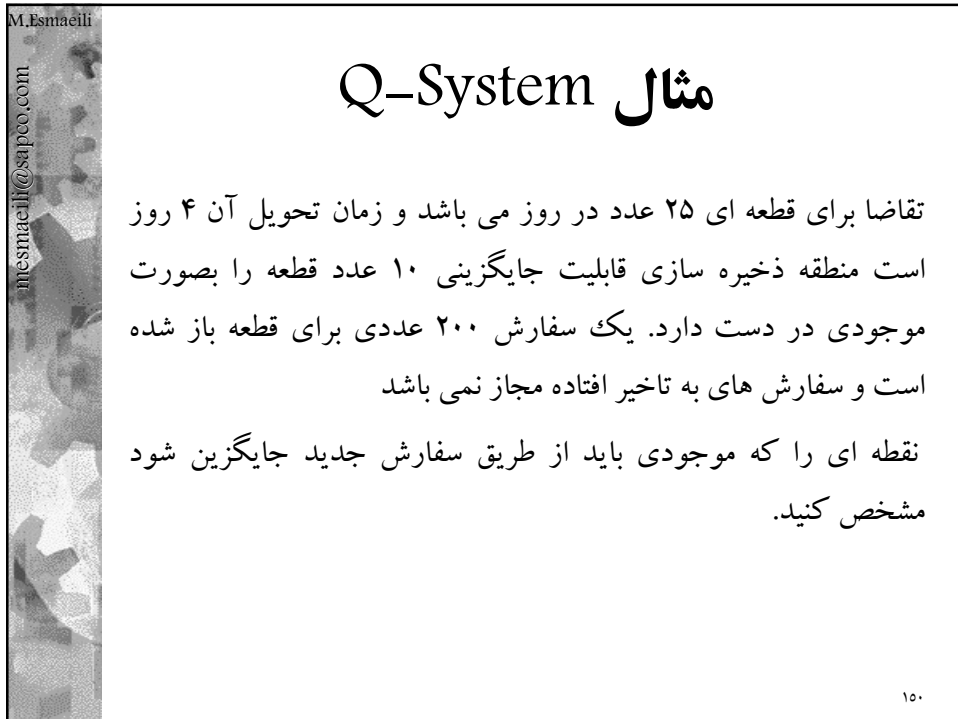 M.Esmaeili
mesmaeili@sapco.com
مثال Q-System
تقاضا برای قطعه ای ۲۵ عدد در روز می باشد و زمان تحویل آن ۴ روز
است منطقه ذخیره سازی قابلیت جایگزینی ۱۰ عدد قطعه را بصورت
موجودی در دست دارد. یک سفارش ۲۰۰ عددی برای قطعه باز شده
است و سفارش های به تاخیر افتاده مجاز نمی باشد
نقطه ای را که موجودی باید از طریق سفارش جدید جایگزین شود
مشخص کنید.
۱۵۰